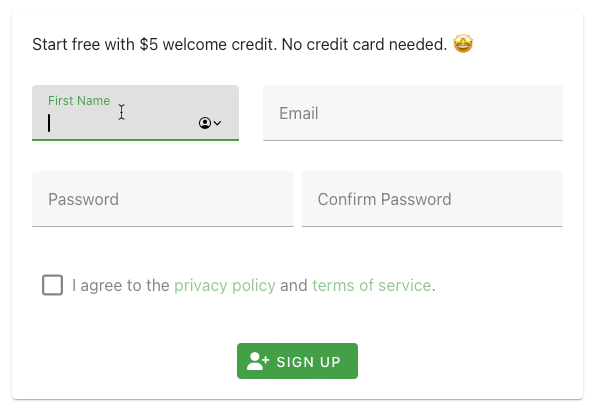 Start free with $5 welcome credit. No credit card needed. 🤩
First Name
Email
Password
Confirm Password
I agree to the privacy policy and terms of service.
SIGN UP